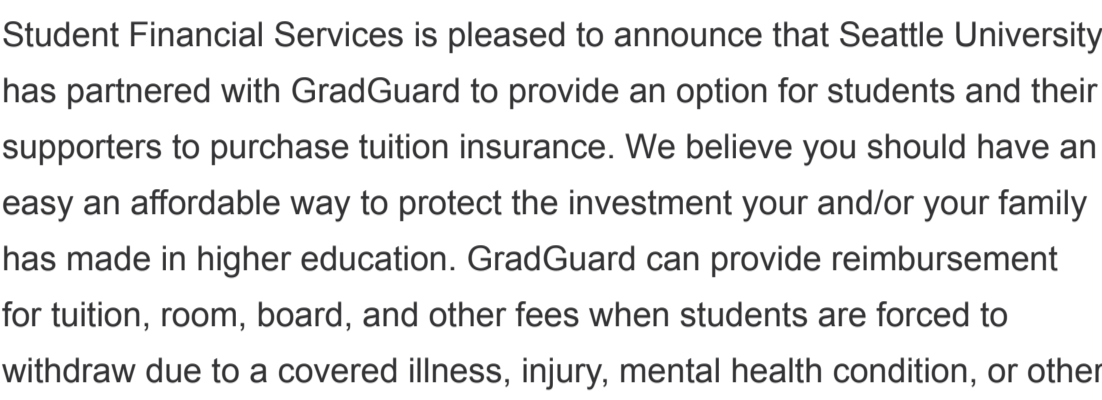 Student Financial Services is pleased to announce that Seattle University
has partnered with GradGuard to provide an option for students and their
supporters to purchase tuition insurance. We believe you should have an
easy an affordable way to protect the investment your and/or your family
has made in higher education. GradGuard can provide reimbursement
for tuition, room, board, and other fees when students are forced to
withdraw due to a covered illness, injury, mental health condition, or other